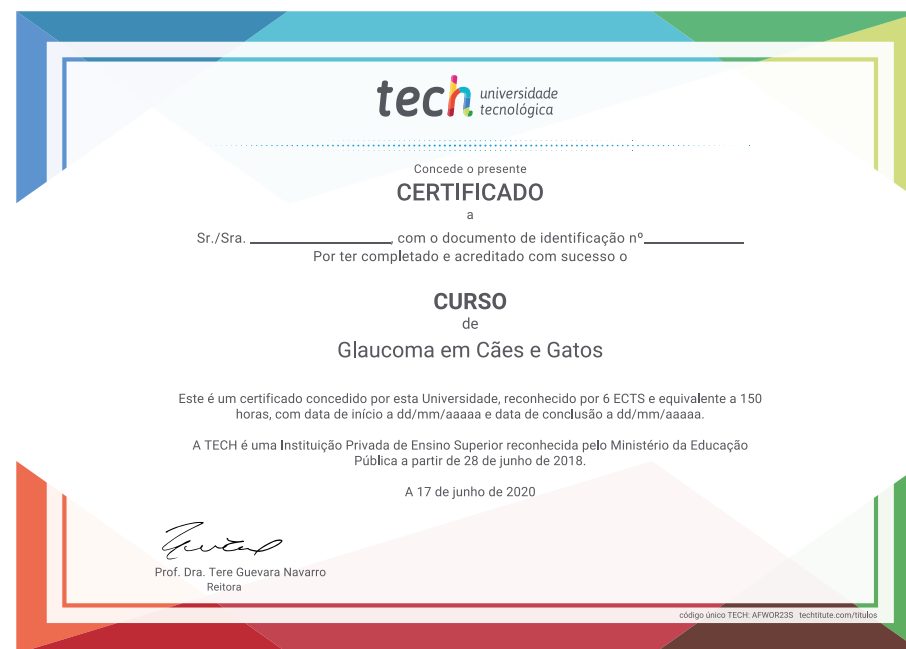 tech universidade
tecnológica
Concede o presente
CERTIFICADO
a
Sr./Sra. ________________, com o documento de identificação nº____________
Por ter completado e acreditado com sucesso o
CURSO
de
Glaucoma em Cães e Gatos
Este é um certificado concedido por esta Universidade, reconhecido por 6 ECTS e equivalente a 150
horas, com data de início a dd/mm/aaaaa e data de conclusão a dd/mm/aaaaa.
A TECH é uma Instituição Privada de Ensino Superior reconhecida pelo Ministério da Educação
Pública a partir de 28 de junho de 2018.
A 17 de junho de 2020
Prof. Dra. Tere Guevara Navarro
Reitora
código único TECH: AFWOR23S techtitute.com/titulos